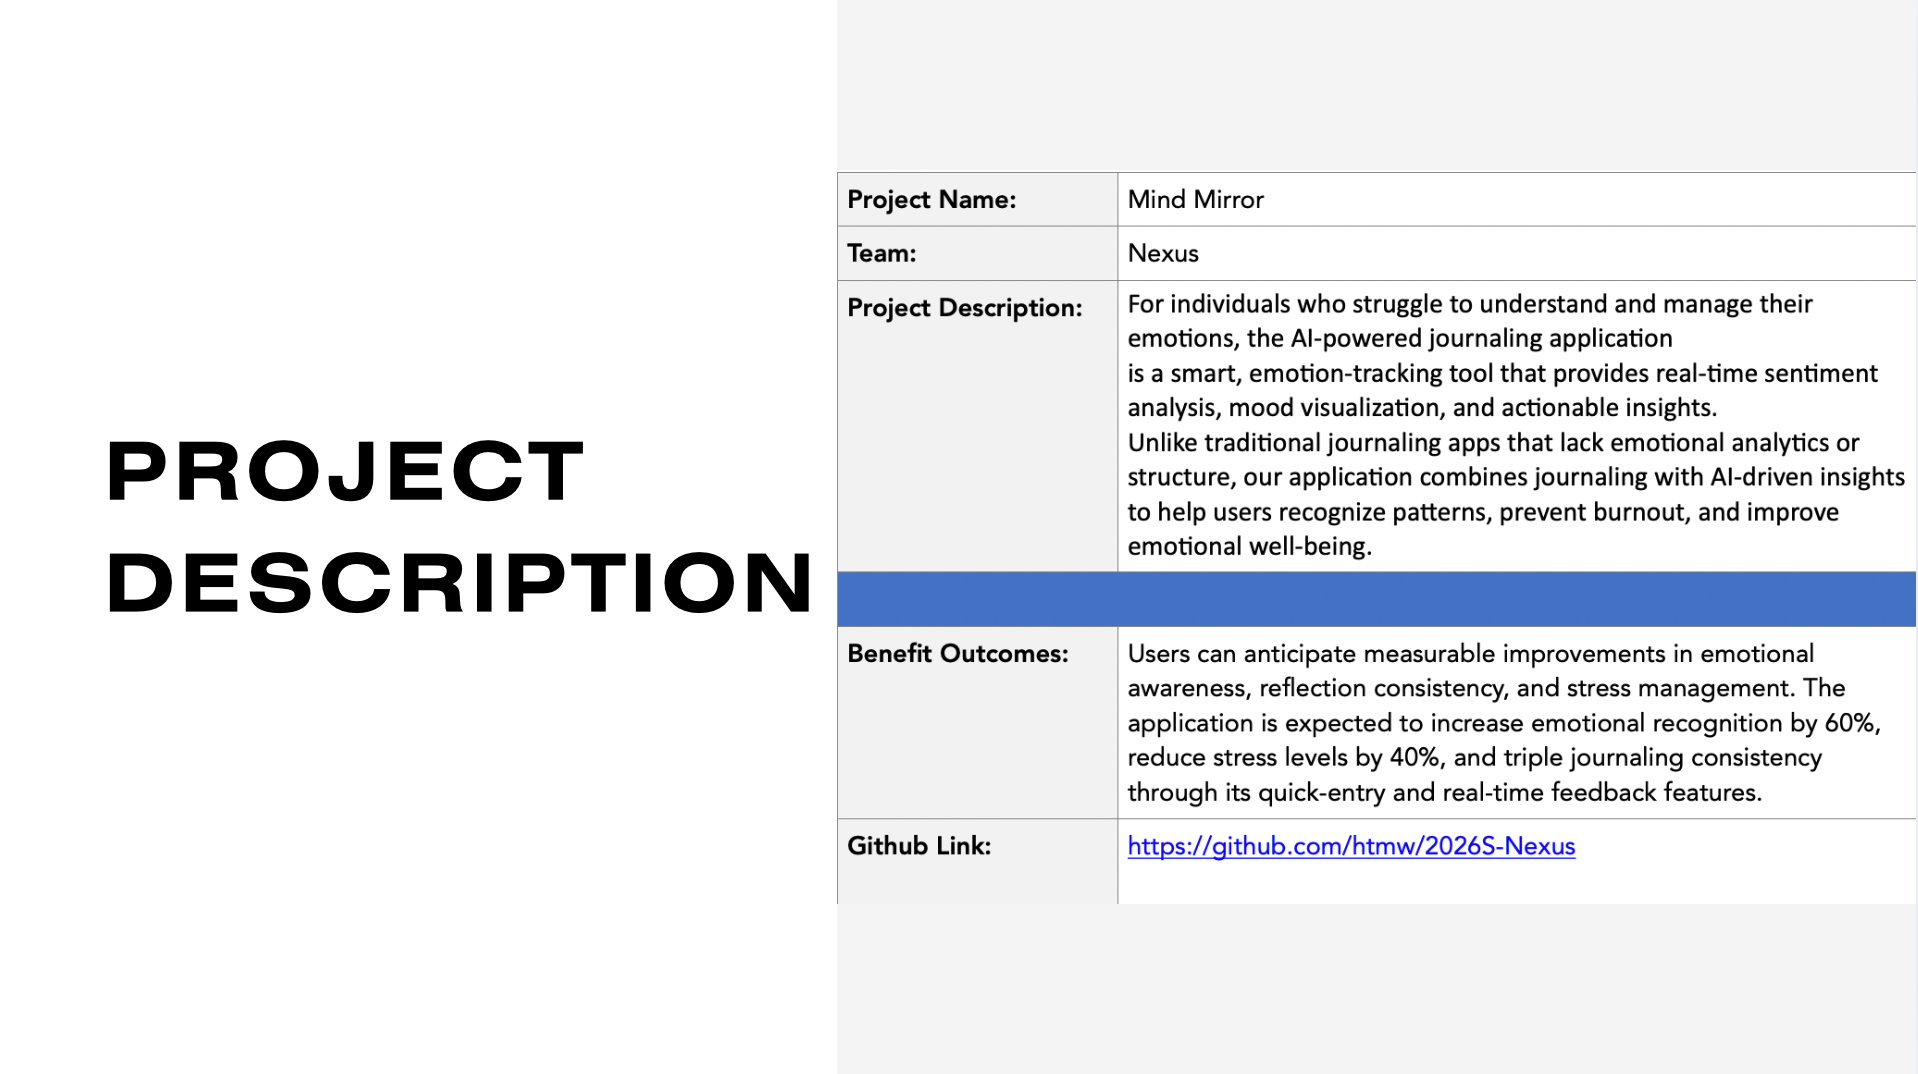 PROJECT
DESCRIPTION
Project Name:
Mind Mirror
Team:
Nexus
Project Description:
For individuals who struggle to understand and manage their
emotions, the AI-powered journaling application
is a smart, emotion-tracking tool that provides real-time sentiment
analysis, mood visualization, and actionable insights.
Unlike traditional journaling apps that lack emotional analytics or
structure, our application combines journaling with AI-driven insights
to help users recognize patterns, prevent burnout, and improve
emotional well-being.
Benefit Outcomes:
Users can anticipate measurable improvements in emotional
awareness, reflection consistency, and stress management. The
application is expected to increase emotional recognition by 60%,
reduce stress levels by 40%, and triple journaling consistency
through its quick-entry and real-time feedback features.
Github Link:
https://github.com/htmw/2026S-Nexus